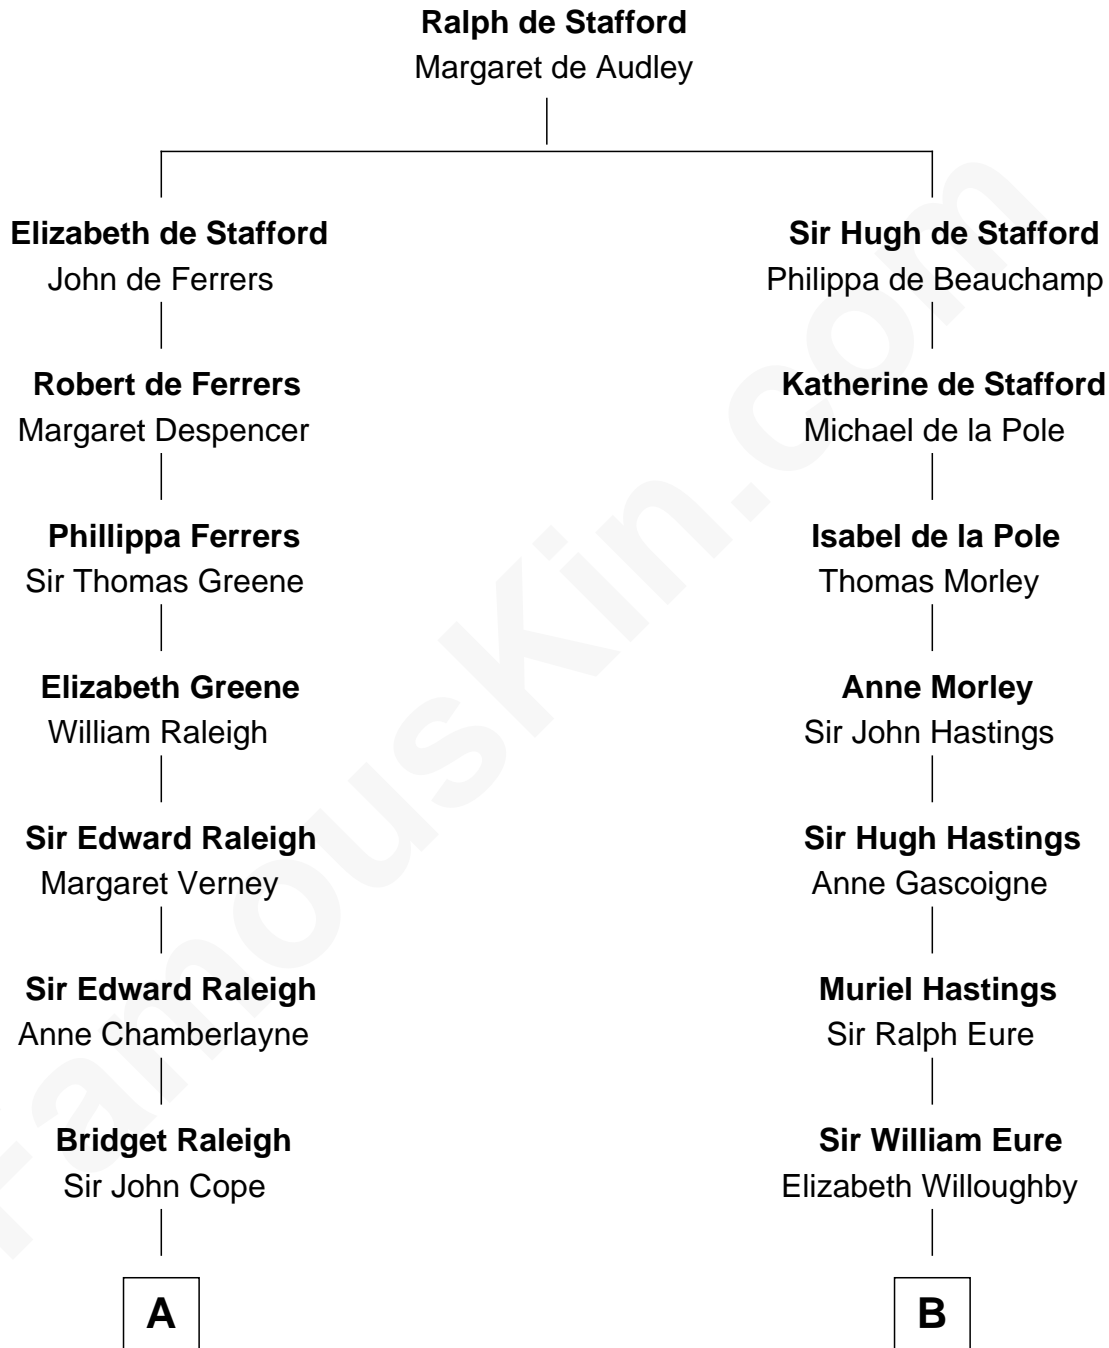 Ralph de Stafford
Margaret de Audley
Elizabeth de Stafford
John de Ferrers
Sir Hugh de Stafford
Philippa de Beauchamp
Robert de Ferrers
Margaret Despencer
Katherine de Stafford
Michael de la Pole
Phillippa Ferrers
Sir Thomas Greene
Isabel de la Pole
Thomas Morley
Elizabeth Greene
William Raleigh
Anne Morley
Sir John Hastings
Sir Edward Raleigh
Margaret Verney
Sir Hugh Hastings
Anne Gascoigne
Sir Edward Raleigh
Anne Chamberlayne
Muriel Hastings
Sir Ralph Eure
Bridget Raleigh
Sir John Cope
Sir William Eure
Elizabeth Willoughby
A
B
FamousKin.com